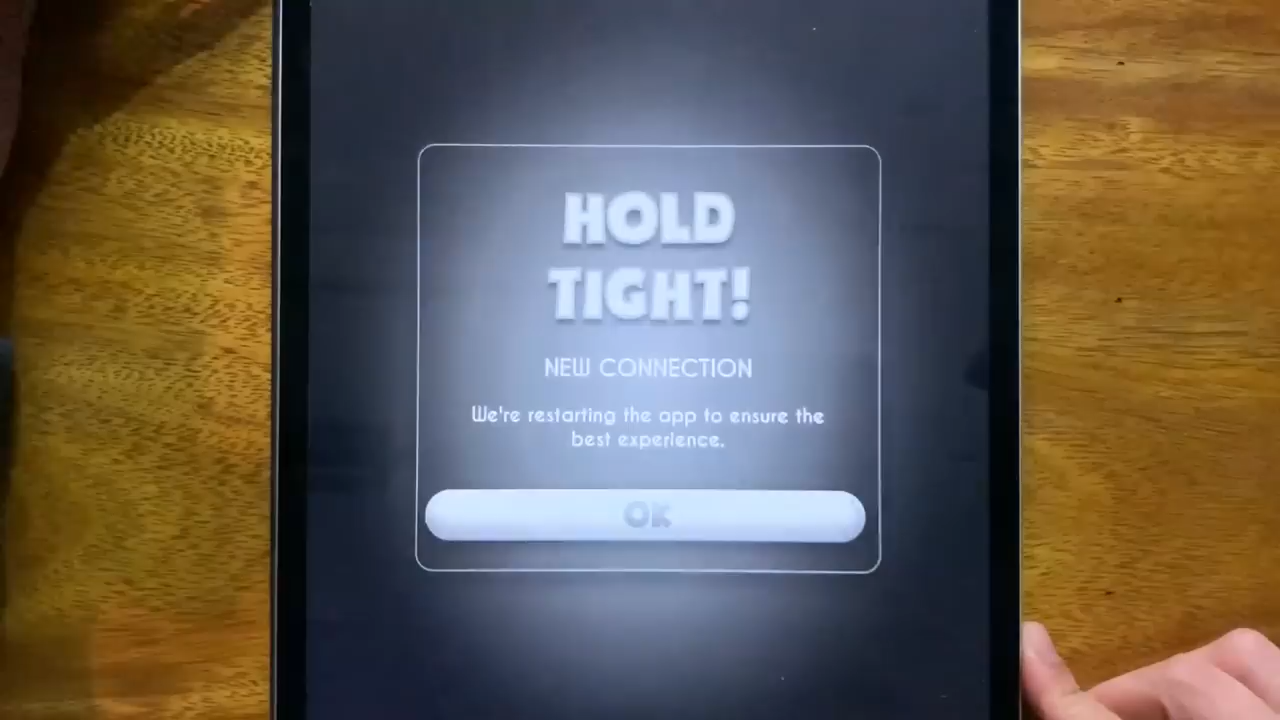 HOLD
TIGHT!
NEW CONNECTION
We're restarting the app to ensure the
best experience.
OK